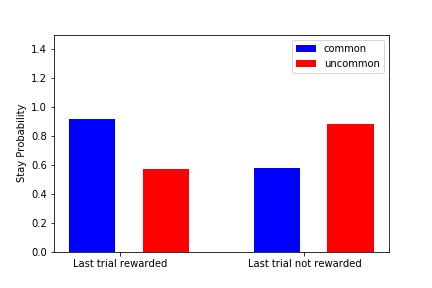 common
uncommon
Stay Probability
1.4
1.2
1.0
0.8
0.6
0.4
0.2
0.0
Last trial rewarded
Last trial not rewarded